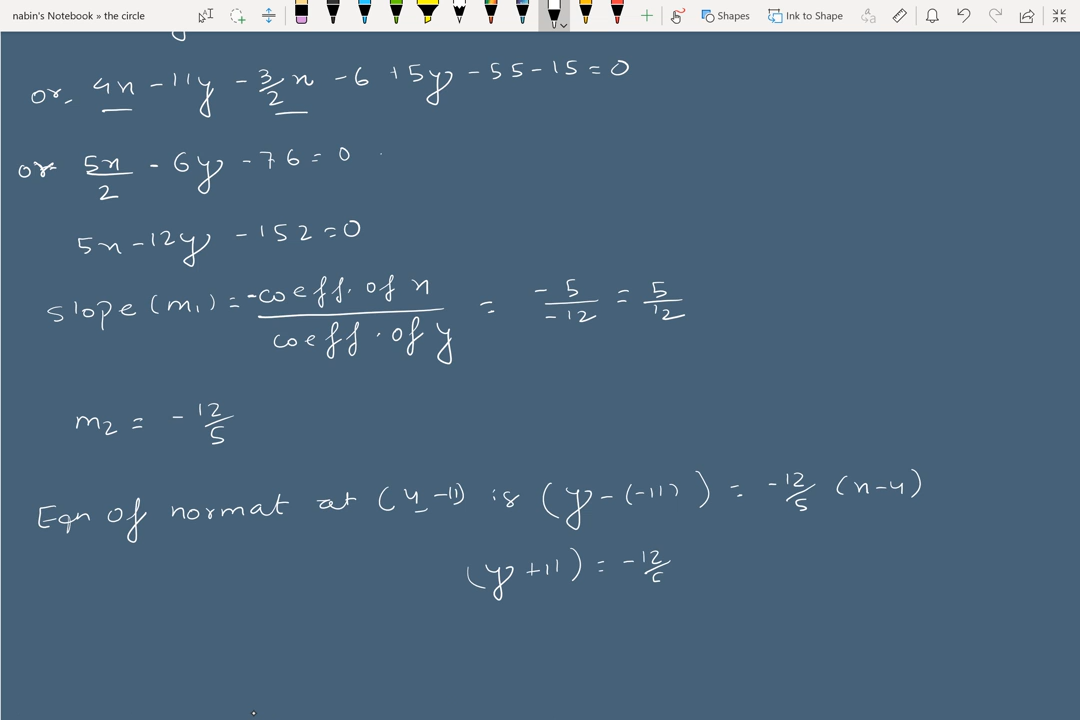 nabin's Notebook » the circle
Shapes
Ink to Shape
or, 4x - 11y - 3/2 x - 6 + 5y - 55 - 15 = 0
or 5x/2 - 6y - 76 = 0
5x - 12y - 152 = 0
slope (m₁) = -coeff. of x / coeff. of y = -5/-12 = 5/12
m₂ = -12/5
Eqn of normat at (4 -11) is (y - (-11)) = -12/5 (x - 4)
(y + 11) = -12/5